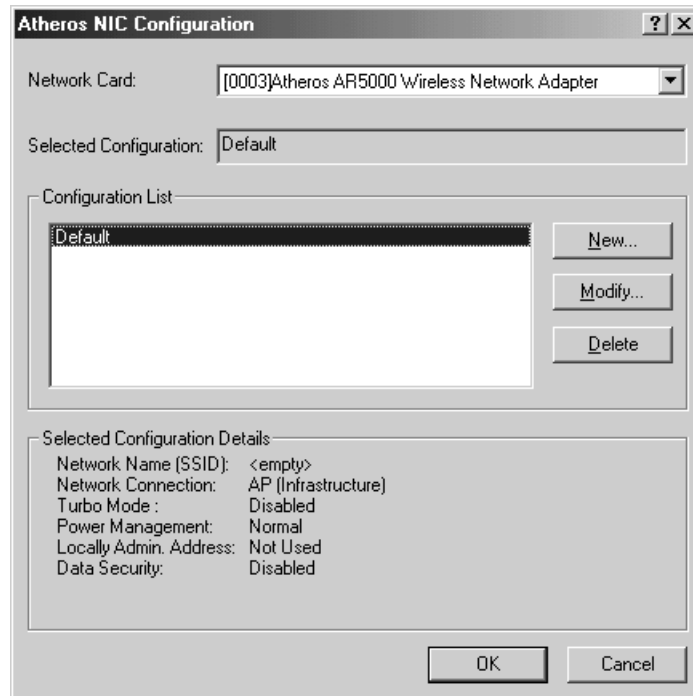 Atheros NIC Configuration
Network Card: [0003]Atheros AR5000 Wireless Network Adapter
Selected Configuration: Default
Configuration List
Default
New...
Modify...
Delete
Selected Configuration Details
Network Name (SSID): <empty>
Network Connection: AP (Infrastructure)
Turbo Mode : Disabled
Power Management: Normal
Locally Admin. Address: Not Used
Data Security: Disabled
OK Cancel